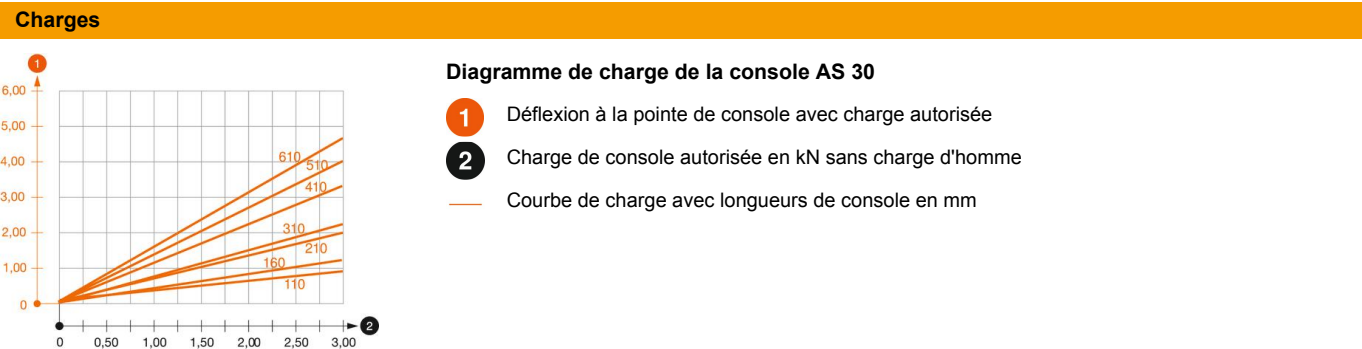 Charges
1
6,00
5,00
4,00
3,00
2,00
1,00
0
610
510
410
310
210
160
110
0 0,50 1,00 1,50 2,00 2,50 3,00
2
Diagramme de charge de la console AS 30
1 Déflexion à la pointe de console avec charge autorisée
2 Charge de console autorisée en kN sans charge d'homme
Courbe de charge avec longueurs de console en mm